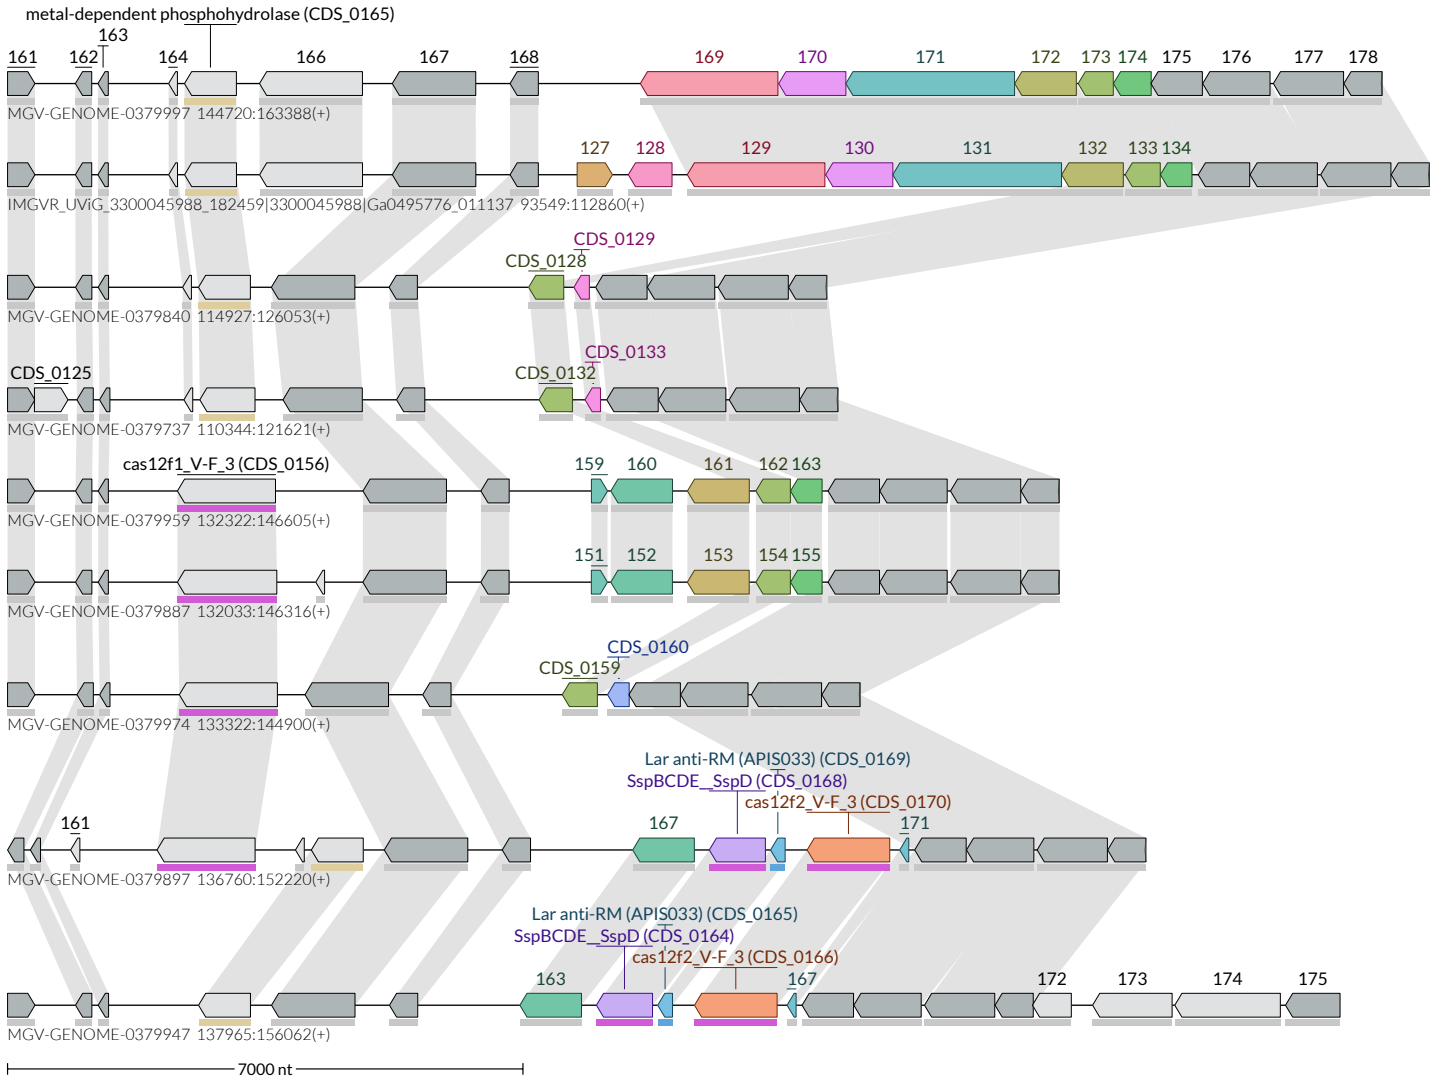 metal-dependent phosphohydrolase (CDS_0165)
163
161 162 164 166 167 168 169 170 171 172 173 174 175 176 177 178
MGV-GENOME-0379997 144720:163388(+)
127 128 129 130 131 132 133 134
IMGVR_UViG_3300045988_182459|3300045988|Ga0495776_011137 93549:112860(+)
CDS_0129
CDS_0128
MGV-GENOME-0379840 114927:126053(+)
CDS_0133
CDS_0125 CDS_0132
MGV-GENOME-0379737 110344:121621(+)
cas12f1_V-F_3 (CDS_0156) 159 160 161 162 163
MGV-GENOME-0379959 132322:146605(+)
151 152 153 154 155
MGV-GENOME-0379887 132033:146316(+)
CDS_0160
CDS_0159
MGV-GENOME-0379974 133322:144900(+)
Lar anti-RM (APIS033) (CDS_0169)
SspBCDE__SspD (CDS_0168)
cas12f2_V-F_3 (CDS_0170)
161 167 171
MGV-GENOME-0379897 136760:152220(+)
Lar anti-RM (APIS033) (CDS_0165)
SspBCDE__SspD (CDS_0164)
cas12f2_V-F_3 (CDS_0166)
163 167 172 173 174 175
MGV-GENOME-0379947 137965:156062(+)
7000 nt